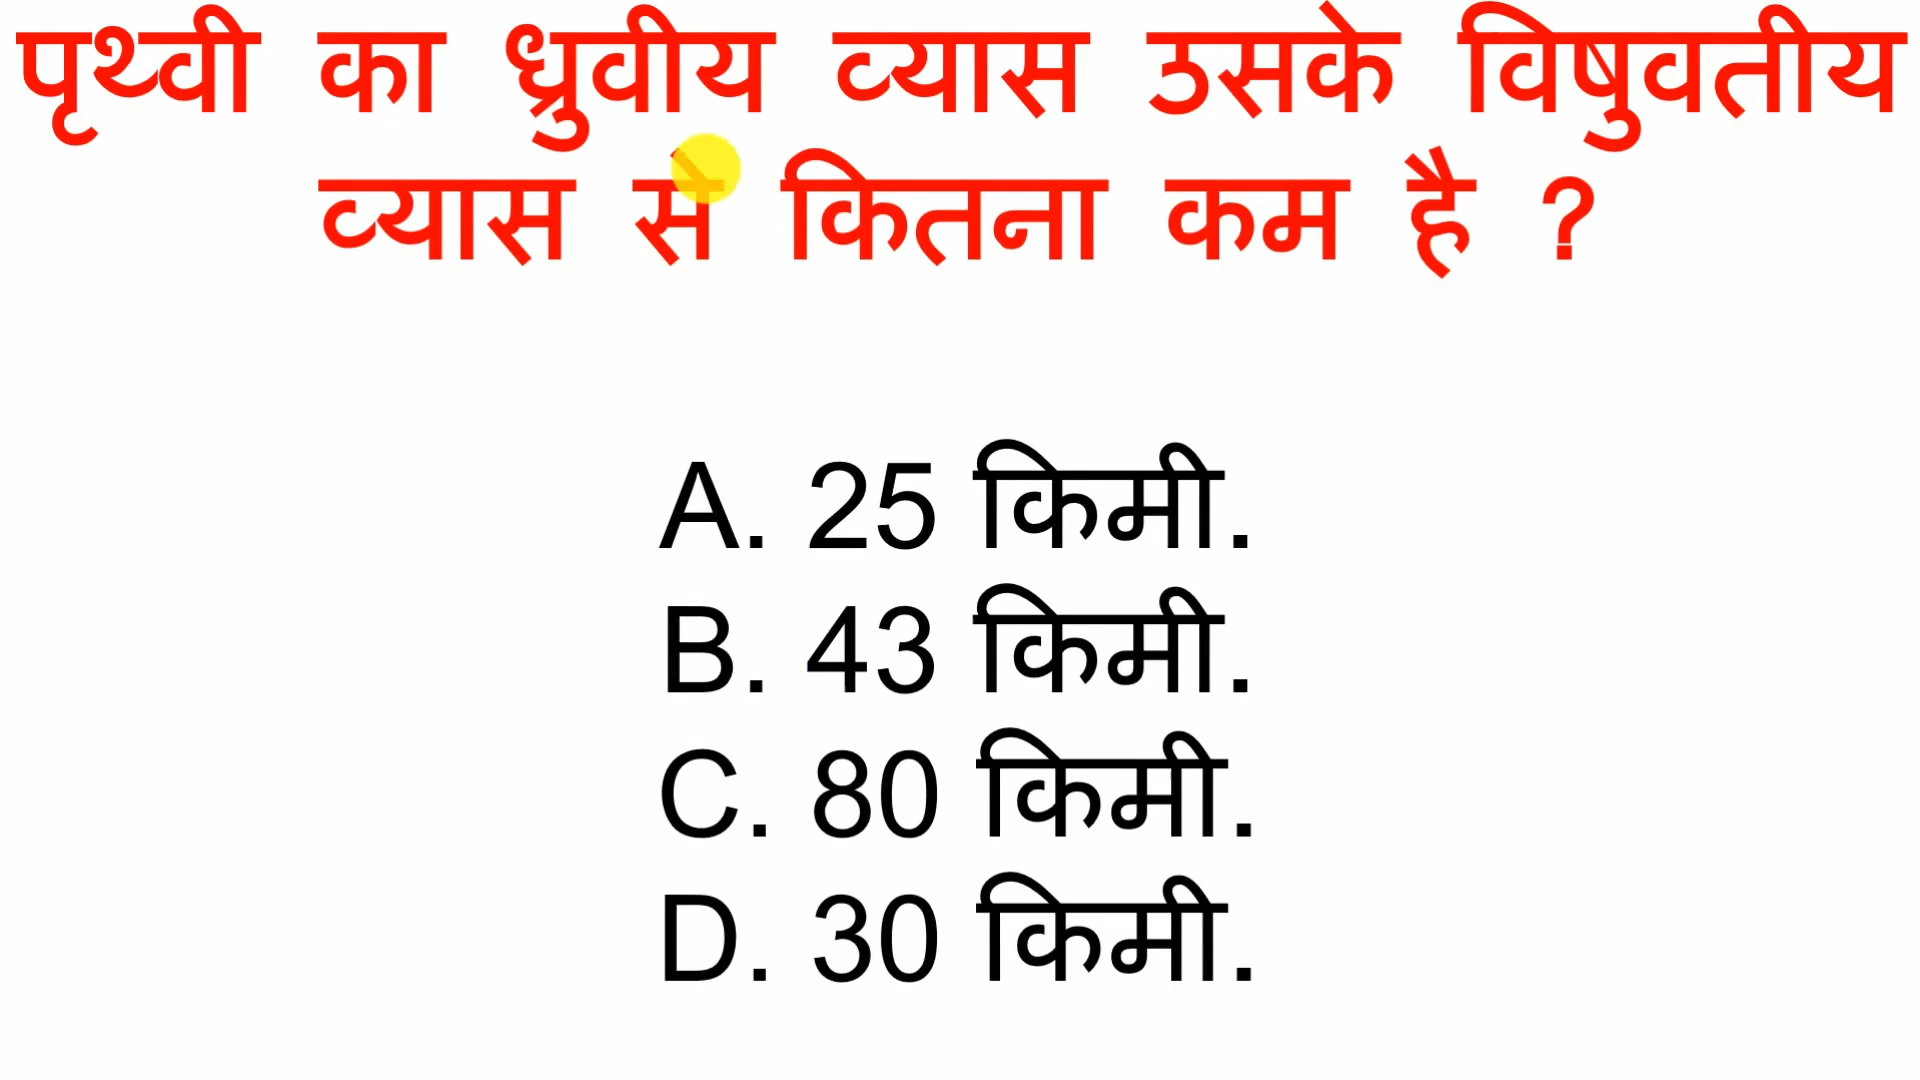 पृथ्वी का ध्रुवीय व्यास उसके विषुवतीय
व्यास से कितना कम है ?
A. 25 किमी.
B. 43 किमी.
C. 80 किमी.
D. 30 किमी.